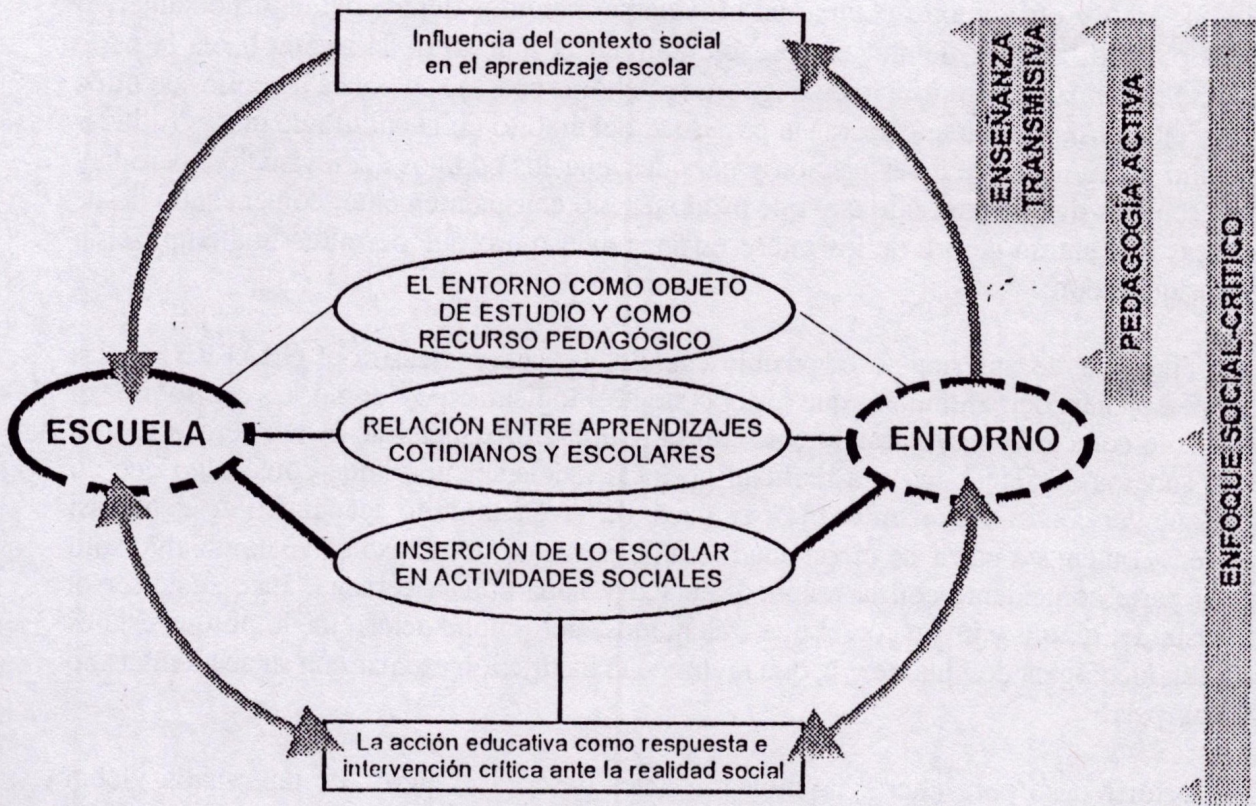 Influencia del contexto social
en el aprendizaje escolar
ENSEÑANZA
TRANSMISIVA
PEDAGOGÍA ACTIVA
ENFOQUE SOCIAL-CRITICO
EL ENTORNO COMO OBJETO
DE ESTUDIO Y COMO
RECURSO PEDAGÓGICO
ESCUELA
RELACIÓN ENTRE APRENDIZAJES
COTIDIANOS Y ESCOLARES
ENTORNO
INSERCIÓN DE LO ESCOLAR
EN ACTIVIDADES SOCIALES
La acción educativa como respuesta e
intervención crítica ante la realidad social